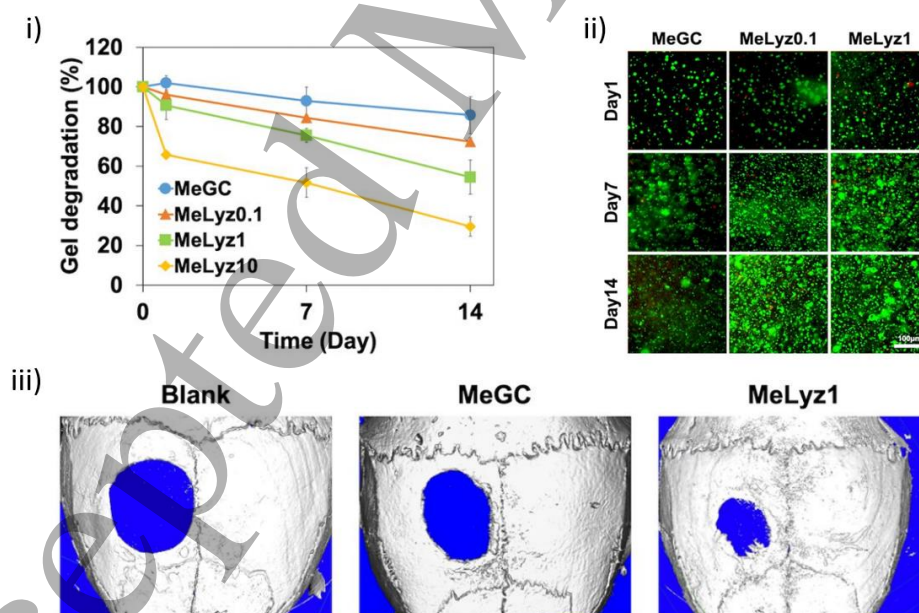 i)
120
100
80
60
40
20
0
Gel degradation (%)
MeGC
MeLyz0.1
MeLyz1
MeLyz10
0 7 14
Time (Day)
ii)
MeGC MeLyz0.1 MeLyz1
Day1
Day7
Day14
100μm
iii)
Blank MeGC MeLyz1